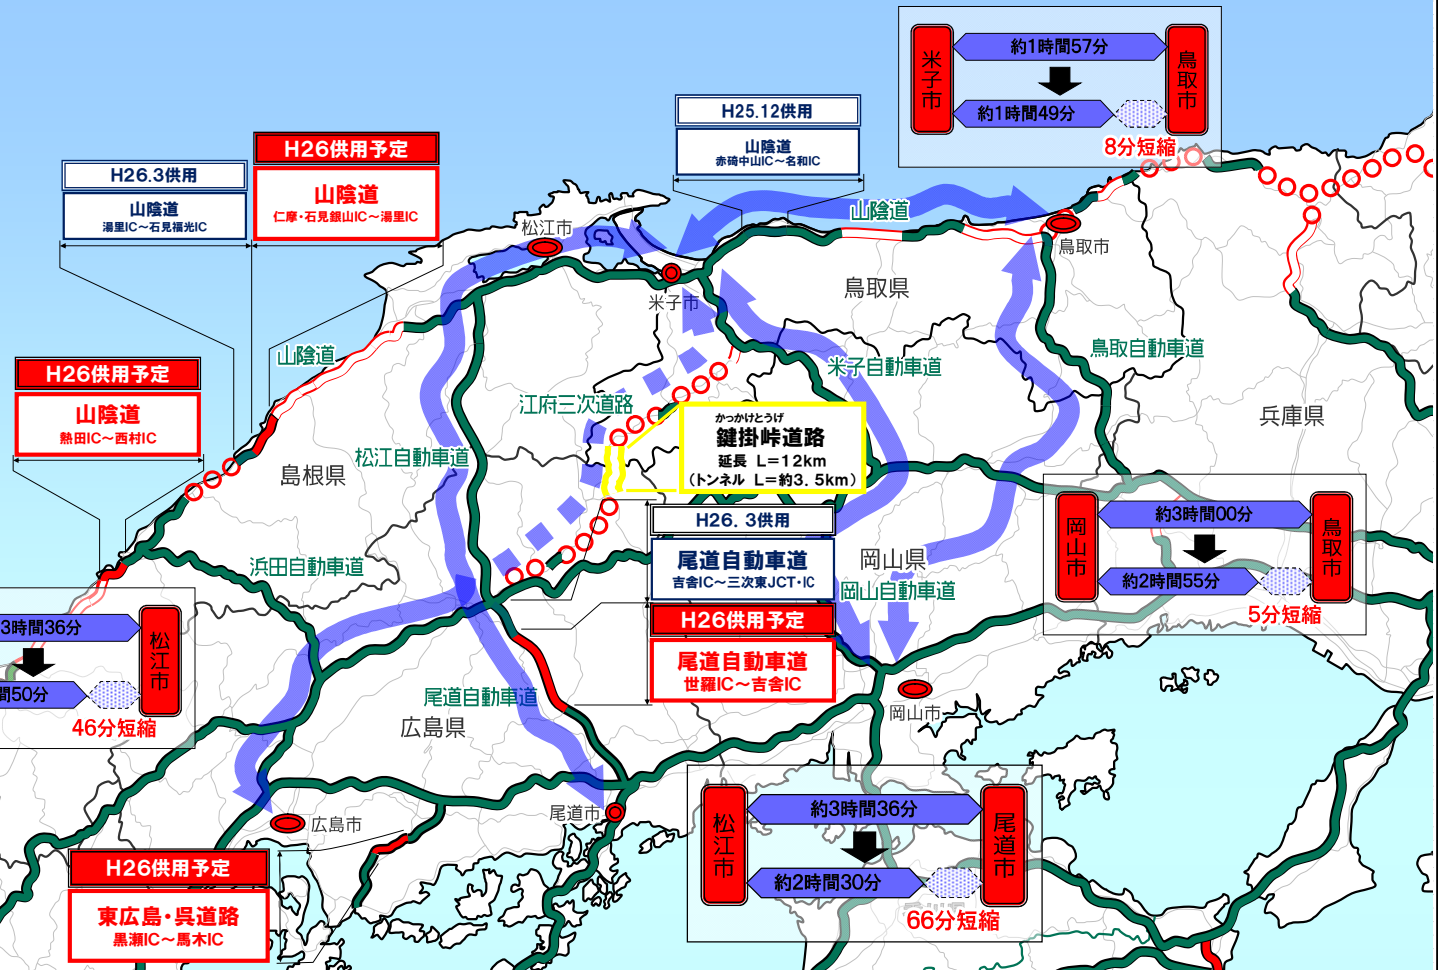 米子市
約1時間57分
約1時間49分
鳥取市
8分短縮
H25.12供用
山陰道
赤碕中山IC～名和IC
H26供用予定
山陰道
仁摩・石見銀山IC～湯里IC
H26.3供用
山陰道
湯里IC～石見福光IC
山陰道
松江市
鳥取市
鳥取県
米子市
山陰道
鳥取自動車道
米子自動車道
H26供用予定
山陰道
熱田IC～西村IC
江府三次道路
兵庫県
かっかけとうげ
鍵掛峠道路
延長 L=12km
(トンネル L=約3.5km)
松江自動車道
島根県
岡山市
約3時間00分
約2時間55分
鳥取市
5分短縮
H26.3供用
尾道自動車道
吉舎IC～三次東JCT・IC
岡山県
岡山自動車道
浜田自動車道
H26供用予定
尾道自動車道
世羅IC～吉舎IC
3時間36分
間50分
松江市
46分短縮
尾道自動車道
広島県
岡山市
尾道市
広島市
松江市
約3時間36分
約2時間30分
尾道市
66分短縮
H26供用予定
東広島・呉道路
黒瀬IC～馬木IC